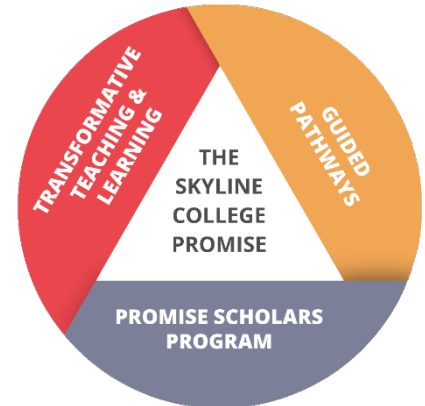 TRANSFORMATIVE
TEACHING &
LEARNING
GUIDED
PATHWAYS
THE
SKYLINE
COLLEGE
PROMISE
PROMISE SCHOLARS
PROGRAM